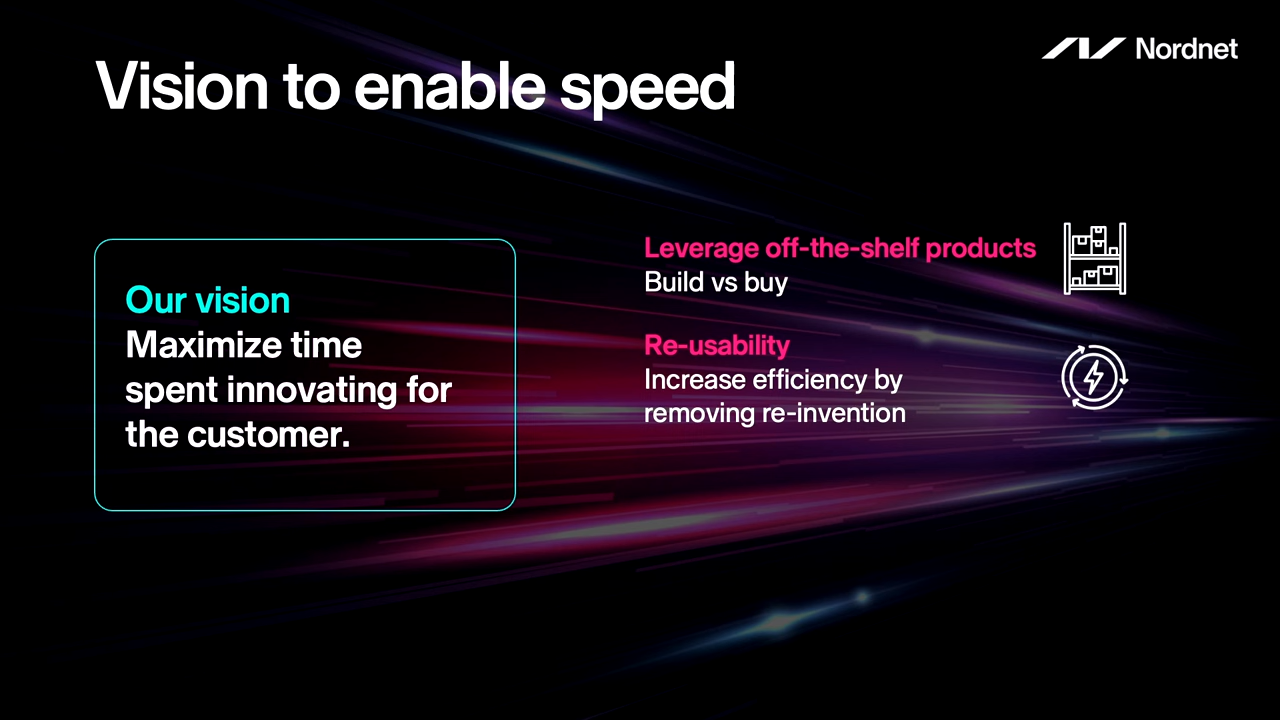 Vision to enable speed
Nordnet
Our vision
Maximize time
spent innovating for
the customer.
Leverage off-the-shelf products
Build vs buy
Re-usability
Increase efficiency by
removing re-invention